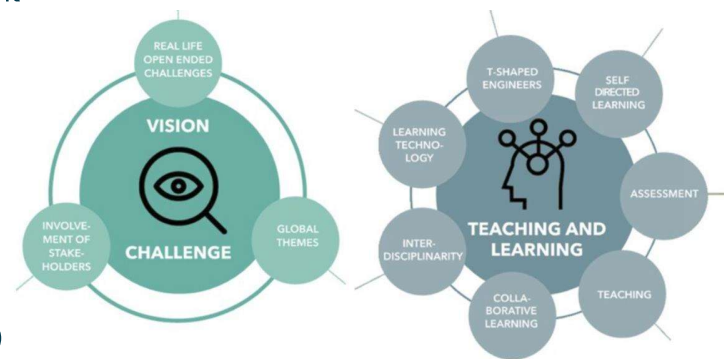 REAL LIFE
OPEN ENDED
CHALLENGES
VISION
CHALLENGE
INVOLVE-
MENT OF
STAKE-
HOLDERS
GLOBAL
THEMES
T-SHAPED
ENGINEERS
SELF
DIRECTED
LEARNING
LEARNING
TECHNO-
LOGY
ASSESSMENT
TEACHING AND
LEARNING
INTER-
DISCIPLINARITY
TEACHING
COLLA-
BORATIVE
LEARNING